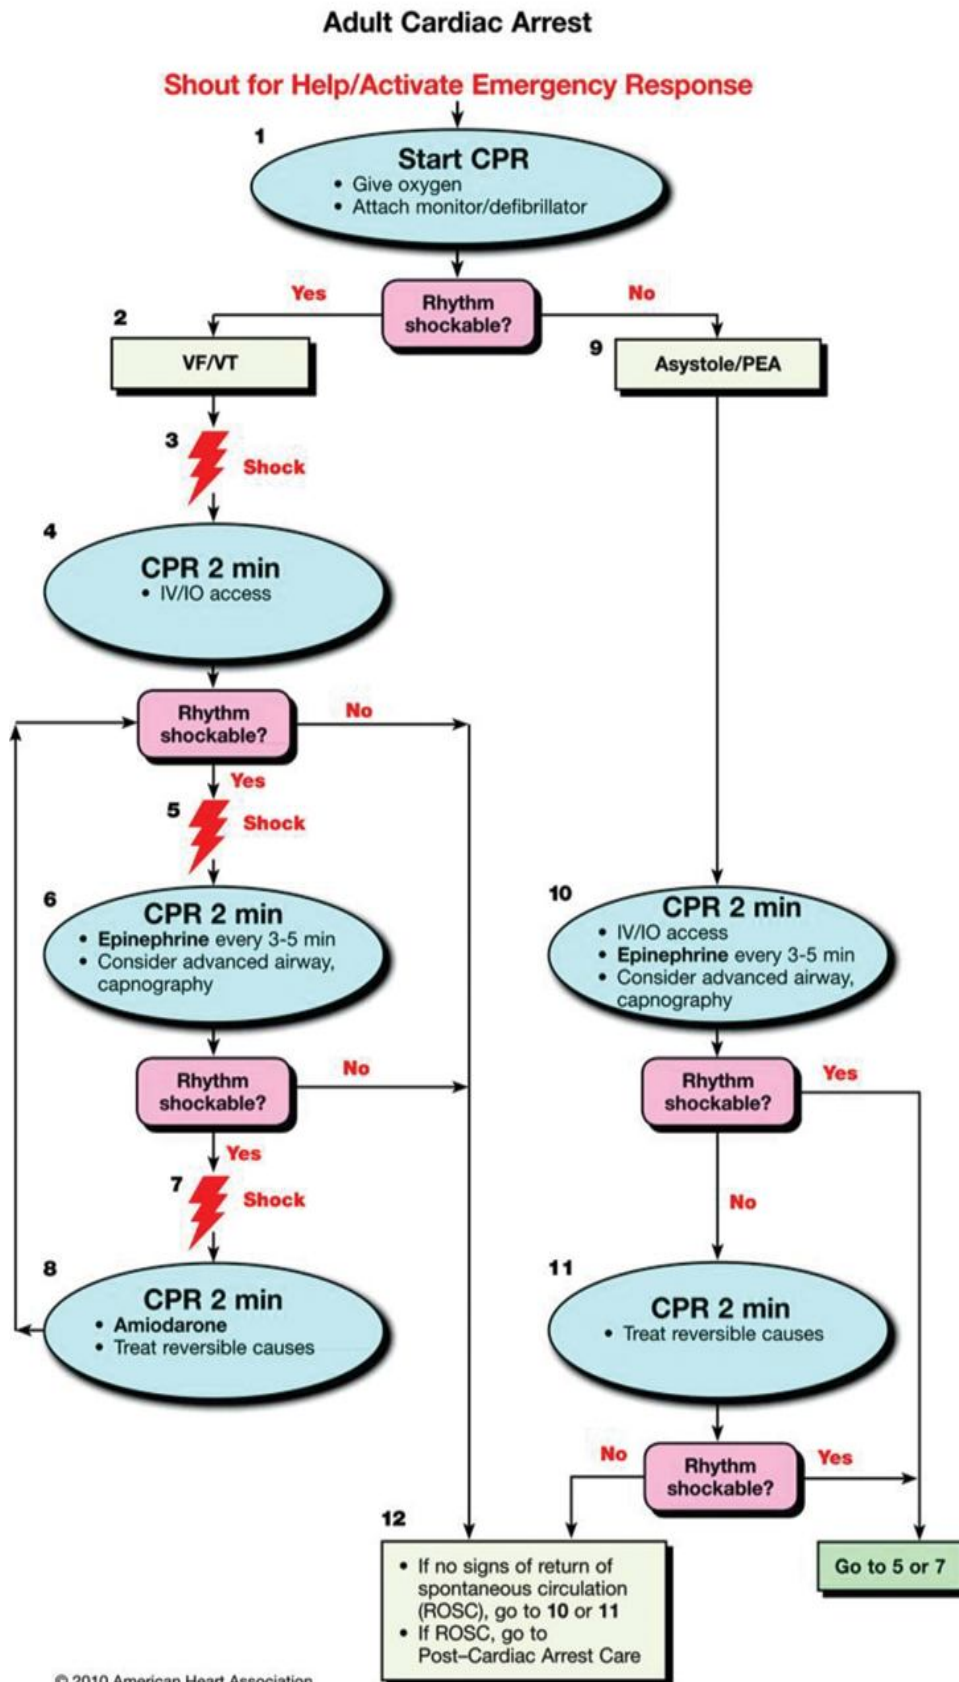 Adult Cardiac Arrest
Shout for Help/Activate Emergency Response
1
Start CPR
• Give oxygen
• Attach monitor/defibrillator
Yes
Rhythm
shockable?
No
2
VF/VT
9
Asystole/PEA
3
Shock
4
CPR 2 min
• IV/IO access
Rhythm
shockable?
No
Yes
5
Shock
6
CPR 2 min
• Epinephrine every 3-5 min
• Consider advanced airway,
capnography
10
CPR 2 min
• IV/IO access
• Epinephrine every 3-5 min
• Consider advanced airway,
capnography
Rhythm
shockable?
No
Rhythm
shockable?
Yes
Yes
7
Shock
No
8
CPR 2 min
• Amiodarone
• Treat reversible causes
11
CPR 2 min
• Treat reversible causes
No
Rhythm
shockable?
Yes
12
• If no signs of return of
spontaneous circulation
(ROSC), go to 10 or 11
• If ROSC, go to
Post–Cardiac Arrest Care
Go to 5 or 7
© 2010 American Heart Association